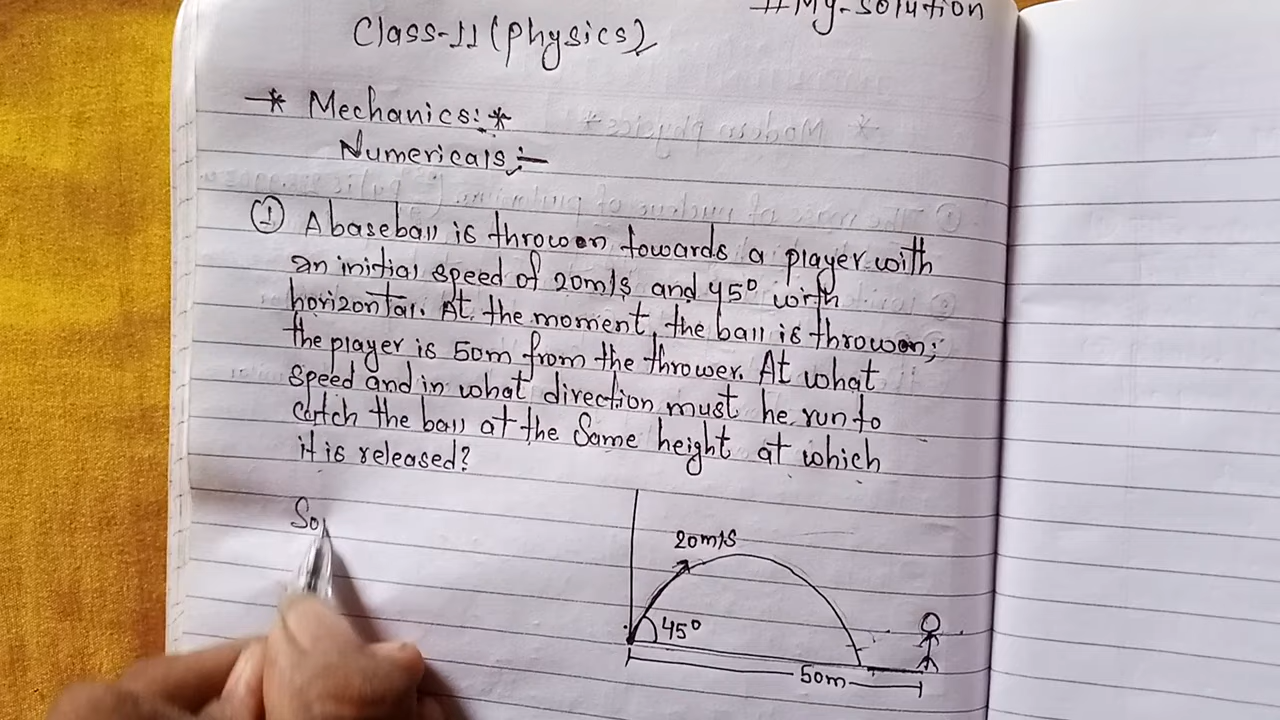 #My-Solution
Class-11 (Physics)
* Mechanics:*
Numericals:-
① A baseball is throwon towards a player with
an initial speed of 20m/s and 45° with
horizontal. At the moment the ball is throwon;
the player is 50m from the thrower. At what
speed and in what direction must he run to
catch the ball at the same height at which
it is released?
Sol
20m/s
45°
50m